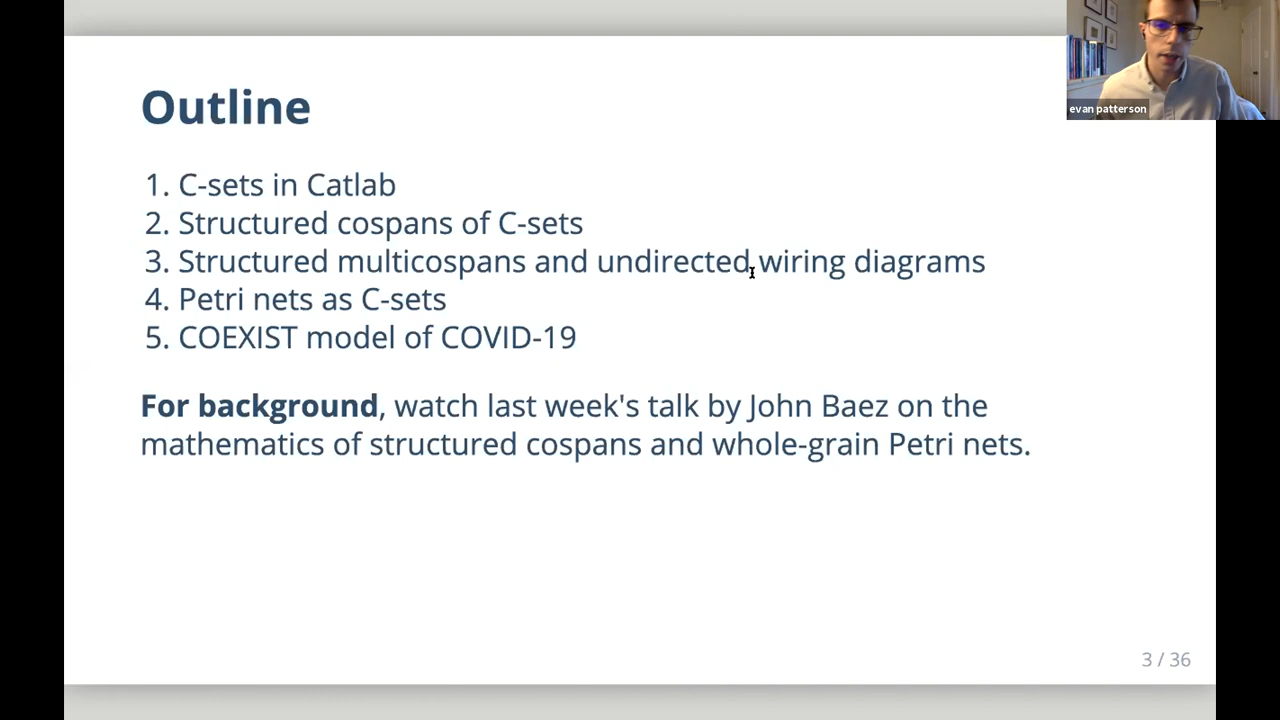 Outline
1. C-sets in Catlab
2. Structured cospans of C-sets
3. Structured multicospans and undirected wiring diagrams
4. Petri nets as C-sets
5. COEXIST model of COVID-19
For background, watch last week's talk by John Baez on the
mathematics of structured cospans and whole-grain Petri nets.
3 / 36
evan patterson